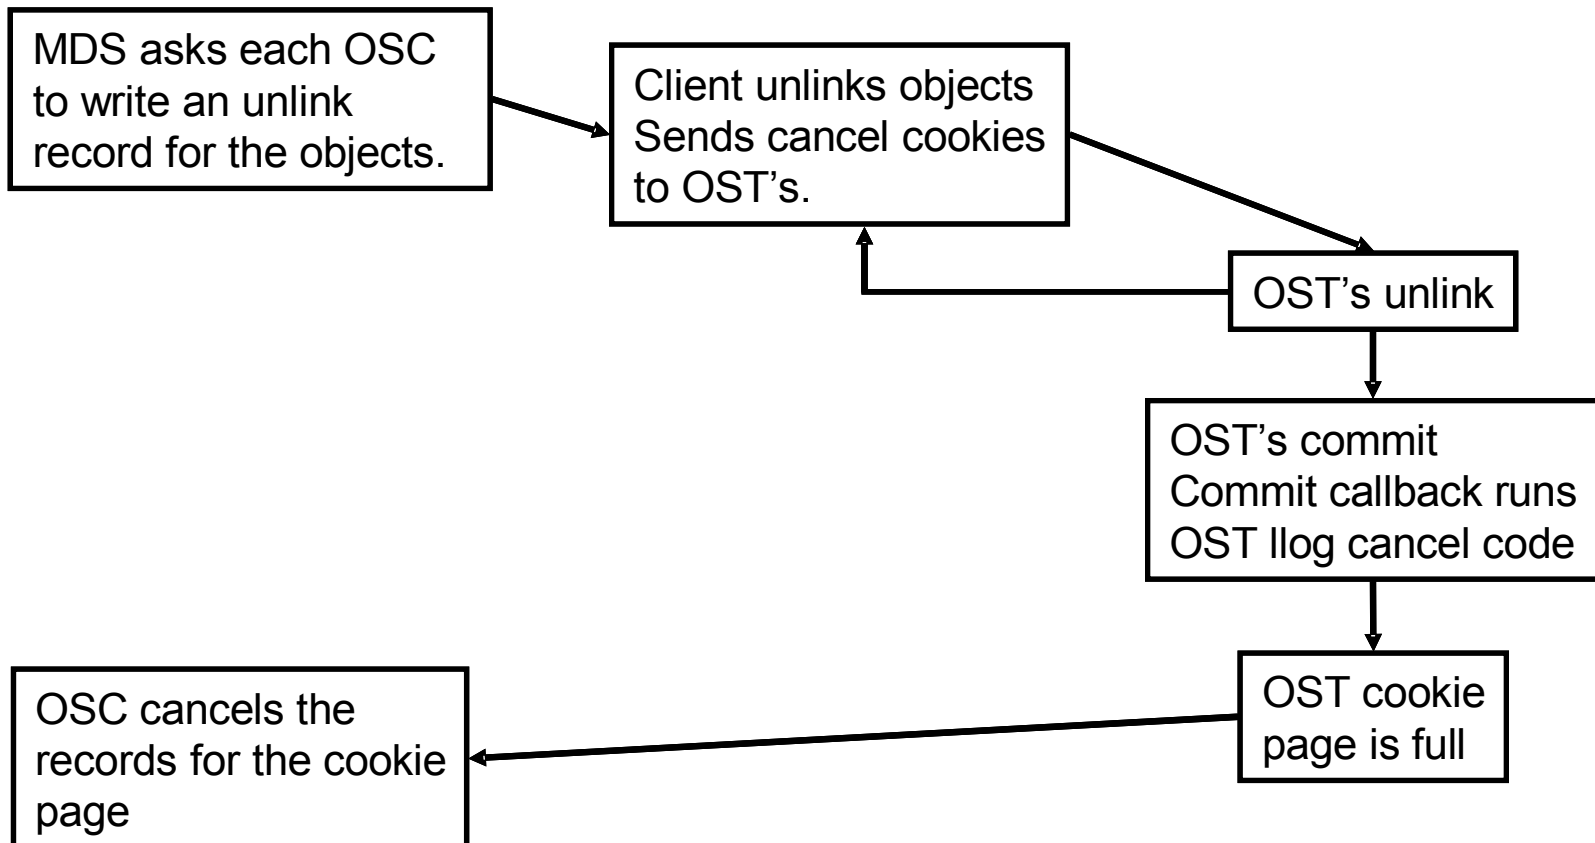 MDS asks each OSC
to write an unlink
record for the objects.
Client unlinks objects
Sends cancel cookies
to OST’s.
OST’s unlink
OST’s commit
Commit callback runs
OST llog cancel code
OST cookie
page is full
OSC cancels the
records for the cookie
page